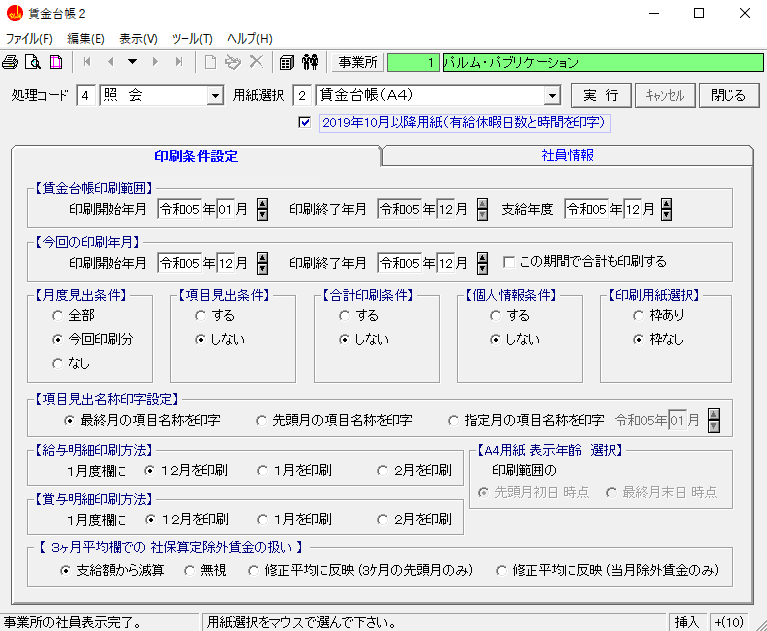 賃金台帳２
ファイル(F) 編集(E) 表示(V) ツール(T) ヘルプ(H)
事業所 1 パルム・パブリケーション
処理コード 4 照 会 用紙選択 2 賃金台帳(A4) 実 行 ｷｬﾝｾﾙ 閉じる
2019年10月以降用紙(有給休暇日数と時間を印字)
印刷条件設定 社員情報
【賃金台帳印刷範囲】
印刷開始年月 令和05年01月 印刷終了年月 令和05年12月 支給年度 令和05年12月
【今回の印刷年月】
印刷開始年月 令和05年12月 印刷終了年月 令和05年12月 この期間で合計も印刷する
【月度見出条件】 【項目見出条件】 【合計印刷条件】 【個人情報条件】 【印刷用紙選択】
全部 する する する 枠あり
今回印刷分 しない しない しない 枠なし
なし
【項目見出名称印字設定】
最終月の項目名称を印字 先頭月の項目名称を印字 指定月の項目名称を印字 令和05年01月
【給与明細印刷方法】 【A4用紙 表示年齢 選択】
1月度欄に 12月を印刷 1月を印刷 2月を印刷 印刷範囲の
先頭月初日 時点 最終月末日 時点
【賞与明細印刷方法】
1月度欄に 12月を印刷 1月を印刷 2月を印刷
【 3ヶ月平均欄での 社保算定除外賃金の扱い 】
支給額から減算 無視 修正平均に反映 (3ｹ月の先頭月のみ) 修正平均に反映 (当月除外賃金のみ)
事業所の社員表示完了。 用紙選択をマウスで選んで下さい。 挿入 +(10)